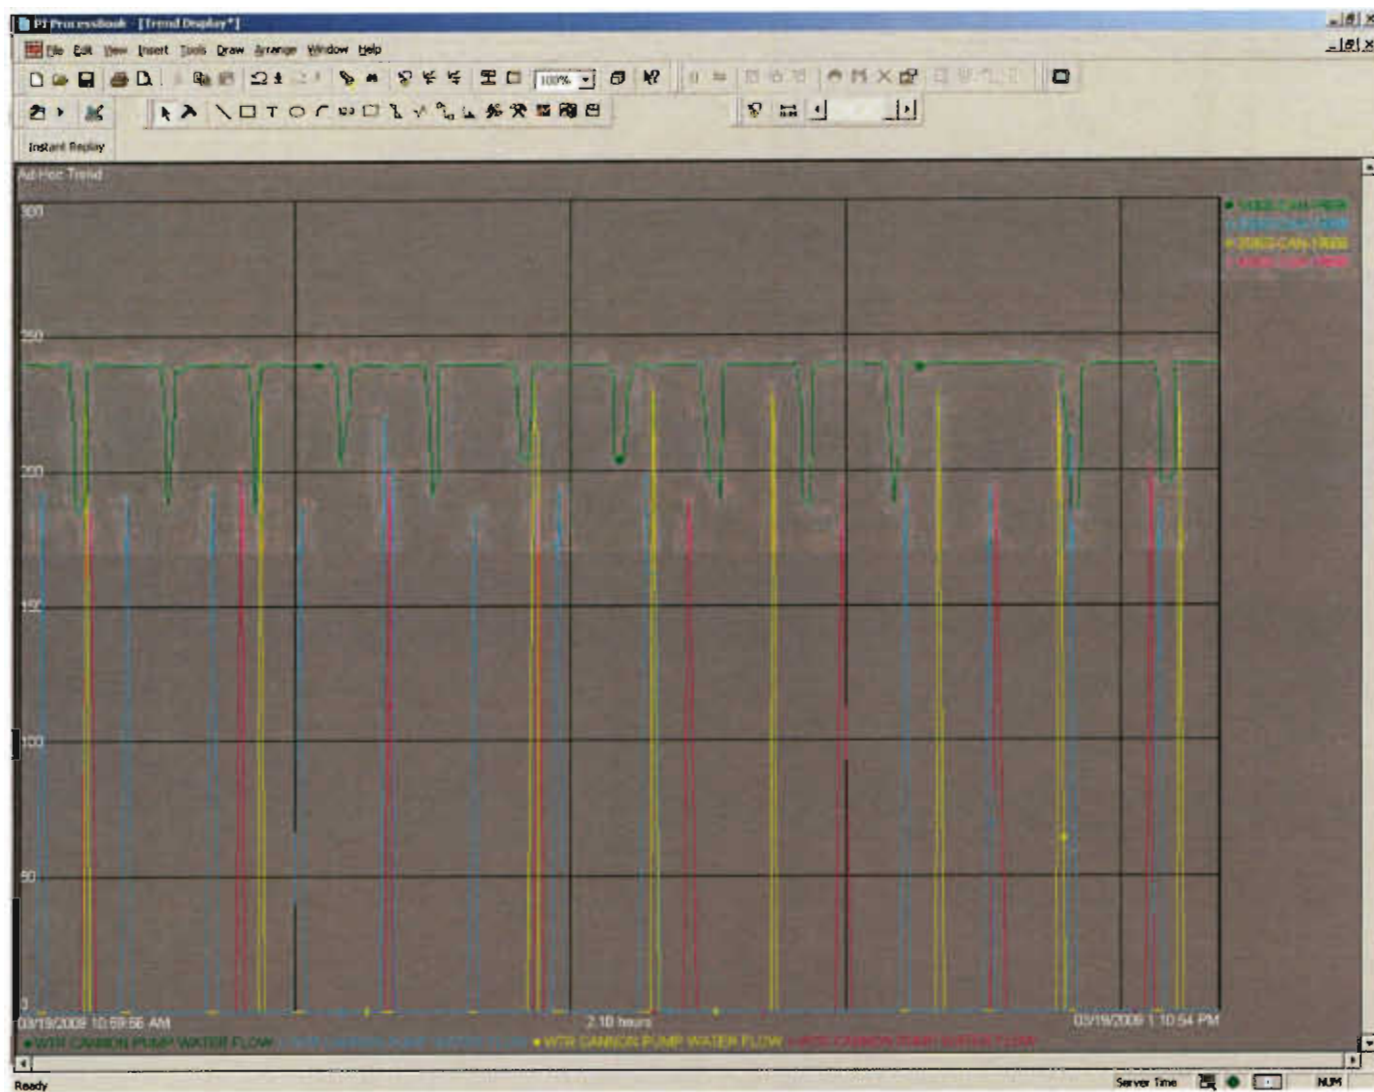 PI ProcessBook - [Trend Display*]
File Edit View Insert Tools Draw Arrange Window Help
100%
Instant Replay
Ad-Hoc Trend
300
250
200
150
100
50
0
03/19/2009 10:59:56 AM 2.18 hours 03/19/2009 1:10:54 PM
WTR CANNON PUMP WATER FLOW WTR CANNON PUMP WATER FLOW
Ready Server Time NUM